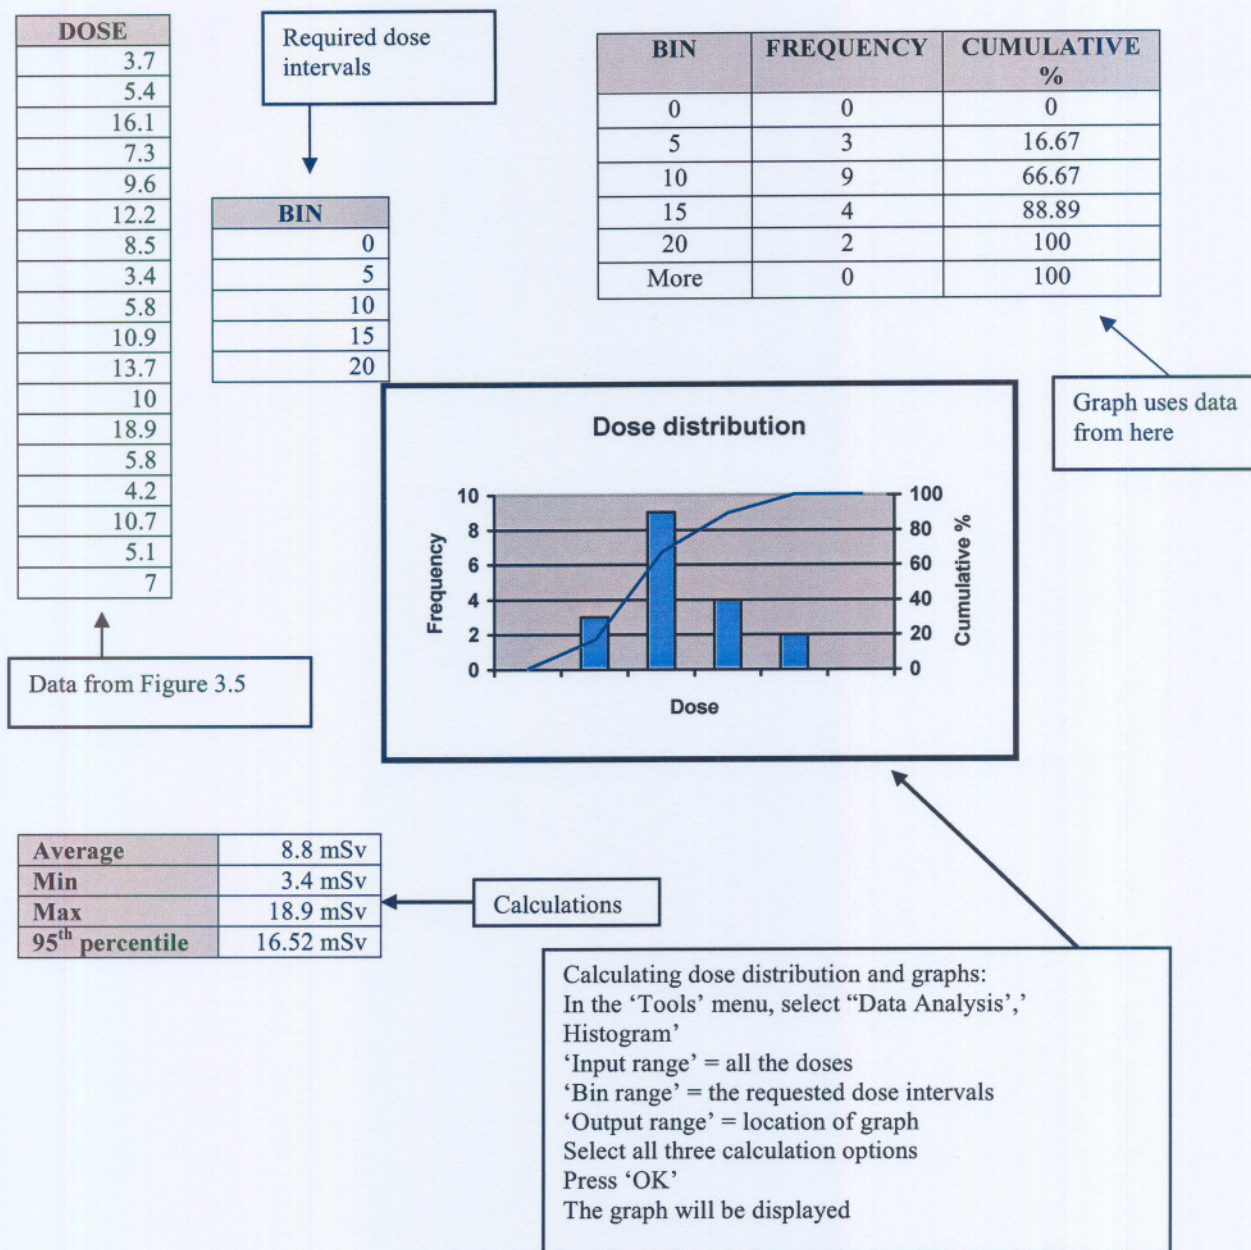 DOSE
3.7
5.4
16.1
7.3
9.6
12.2
8.5
3.4
5.8
10.9
13.7
10
18.9
5.8
4.2
10.7
5.1
7
Required dose
intervals
BIN
0
5
10
15
20
BIN FREQUENCY CUMULATIVE
%
0 0 0
5 3 16.67
10 9 66.67
15 4 88.89
20 2 100
More 0 100
Graph uses data
from here
Data from Figure 3.5
Dose distribution
Frequency
10
8
6
4
2
0
100
80
60
40
20
0
Cumulative %
Dose
Average 8.8 mSv
Min 3.4 mSv
Max 18.9 mSv
95th percentile 16.52 mSv
Calculations
Calculating dose distribution and graphs:
In the ‘Tools’ menu, select “Data Analysis’,’
Histogram’
‘Input range’ = all the doses
‘Bin range’ = the requested dose intervals
‘Output range’ = location of graph
Select all three calculation options
Press ‘OK’
The graph will be displayed